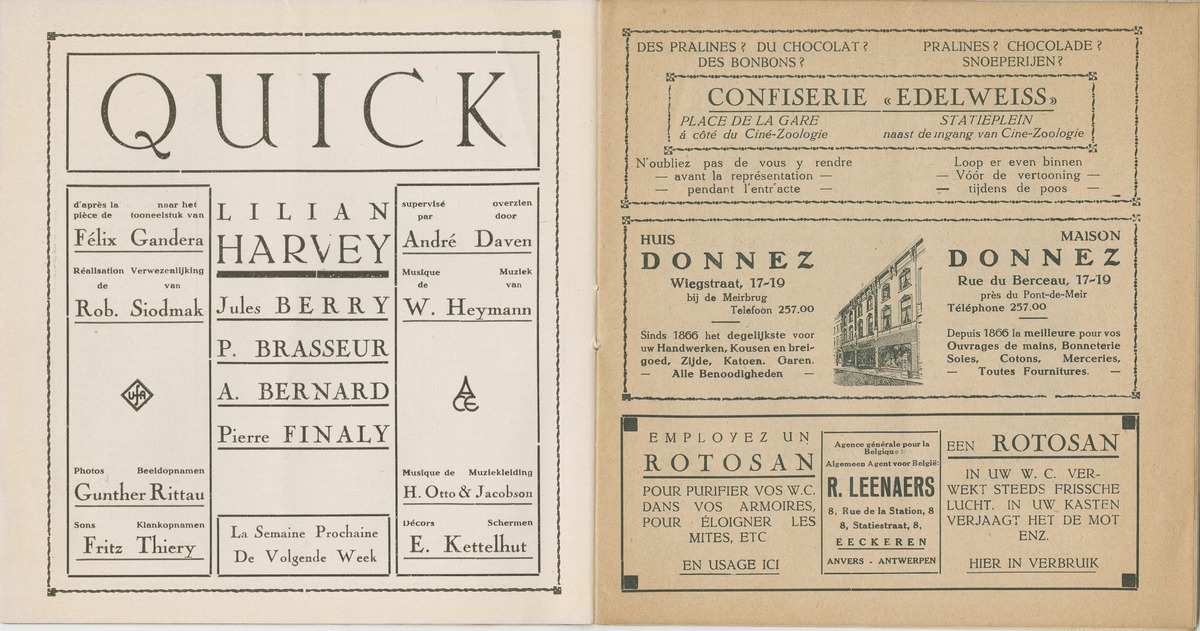 QUICK
d'après la naar het
pièce de tooneelstuk van
Félix Gandera
Réalisation Verwezenlijking
de van
Rob. Siodmak
UFA
Photos Beeldopnamen
Gunther Rittau
Sons Klankopnamen
Fritz Thiery
LILIAN
HARVEY
Jules BERRY
P. BRASSEUR
A. BERNARD
Pierre FINALY
La Semaine Prochaine
De Volgende Week
supervisé overzien
par door
André Daven
Musique Muziek
de van
W. Heymann
ACE
Musique de Muziekleiding
H. Otto & Jacobson
Décors Schermen
E. Kettelhut
DES PRALINES? DU CHOCOLAT?
DES BONBONS?
PRALINES? CHOCOLADE?
SNOEPERIJEN?
CONFISERIE « EDELWEISS »
PLACE DE LA GARE
á côté du Ciné-Zoologie
STATIEPLEIN
naast de ingang van Cine-Zoologie
N'oubliez pas de vous y rendre
— avant la représentation —
— pendant l'entr'acte —
Loop er even binnen
— Vóór de vertooning —
— tijdens de poos —
HUIS
DONNEZ
Wiegstraat, 17-19
bij de Meirbrug
Telefoon 257.00
Sinds 1866 het degelijkste voor
uw Handwerken, Kousen en brei-
goed, Zijde, Katoen. Garen.
— Alle Benoodigheden —
MAISON
DONNEZ
Rue du Berceau, 17-19
près du Pont-de-Meir
Téléphone 257.00
Depuis 1866 la meilleure pour vos
Ouvrages de mains, Bonneterie
Soies, Cotons, Merceries,
— Toutes Fournitures. —
EMPLOYEZ UN
ROTOSAN
POUR PURIFIER VOS W.C.
DANS VOS ARMOIRES,
POUR ÉLOIGNER LES
MITES, ETC
EN USAGE ICI
Agence générale pour la
Belgique :
Algemeen Agent voor België:
R. LEENAERS
8, Rue de la Station, 8
8, Statiestraat, 8,
EECKEREN
ANVERS - ANTWERPEN
EEN ROTOSAN
IN UW W. C. VER-
WEKT STEEDS FRISSCHE
LUCHT. IN UW KASTEN
VERJAAGT HET DE MOT
ENZ.
HIER IN VERBRUIK